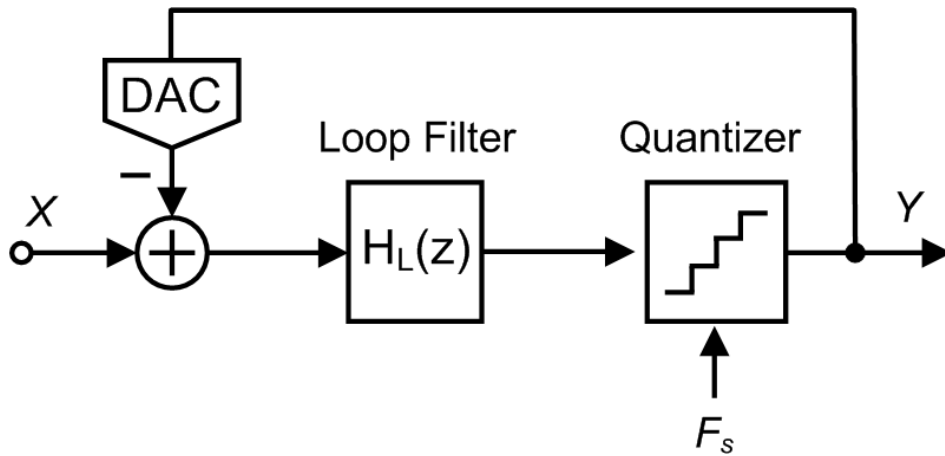 DAC
Loop Filter
Quantizer
−
X
+
H_L(z)
Y
F_s